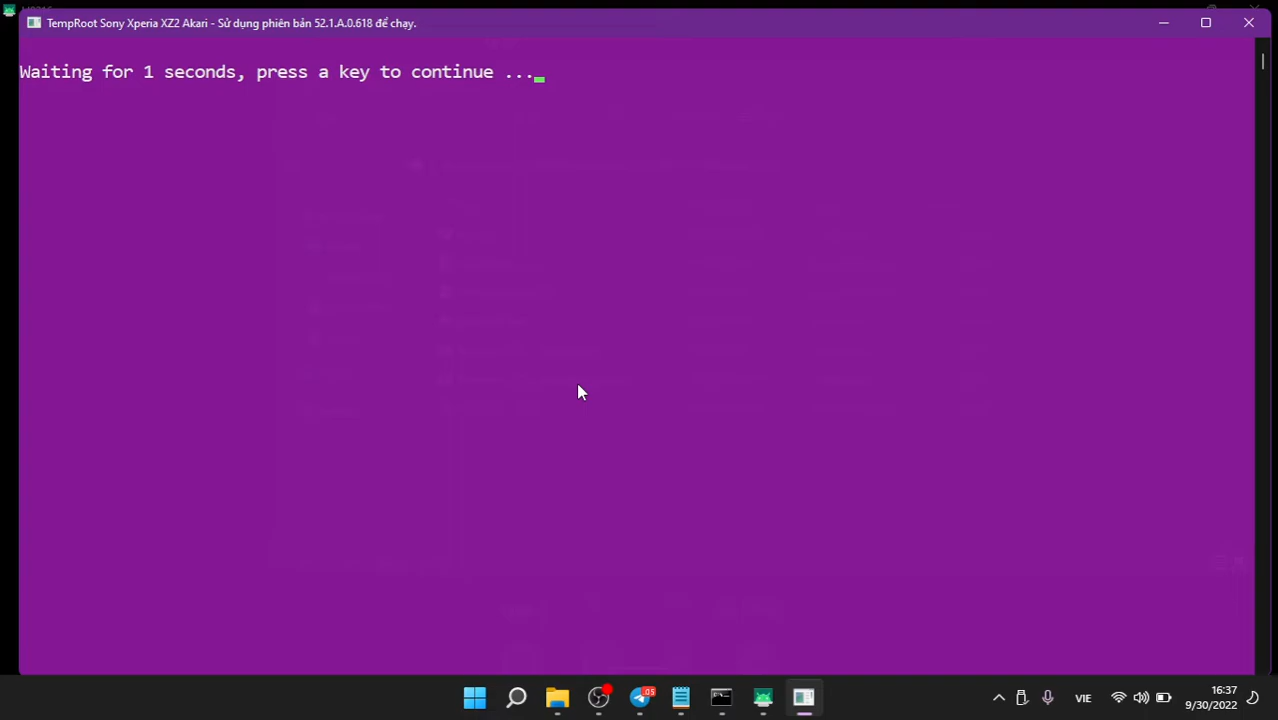 TempRoot Sony Xperia XZ2 Akari - Sử dụng phiên bản 52.1.A.0.618 để chạy.
Waiting for 1 seconds, press a key to continue ...
05
VIE
16:37
9/30/2022